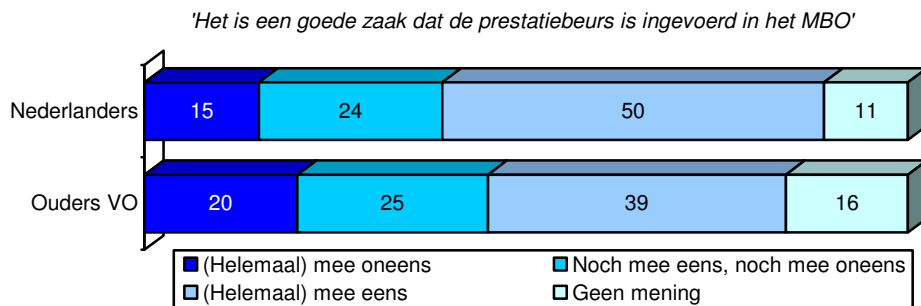 'Het is een goede zaak dat de prestatiebeurs is ingevoerd in het MBO'
Nederlanders 15 24 50 11
Ouders VO 20 25 39 16
(Helemaal) mee oneens Noch mee eens, noch mee oneens
(Helemaal) mee eens Geen mening